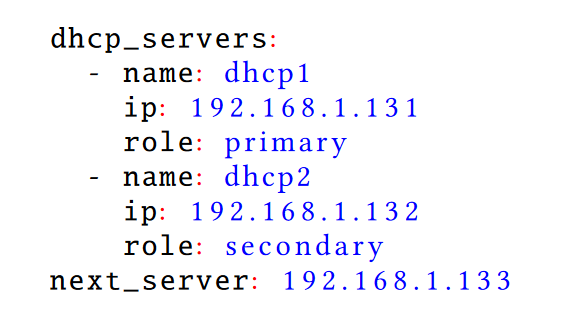 dhcp_servers:
  - name: dhcp1
    ip: 192.168.1.131
    role: primary
  - name: dhcp2
    ip: 192.168.1.132
    role: secondary
next_server: 192.168.1.133